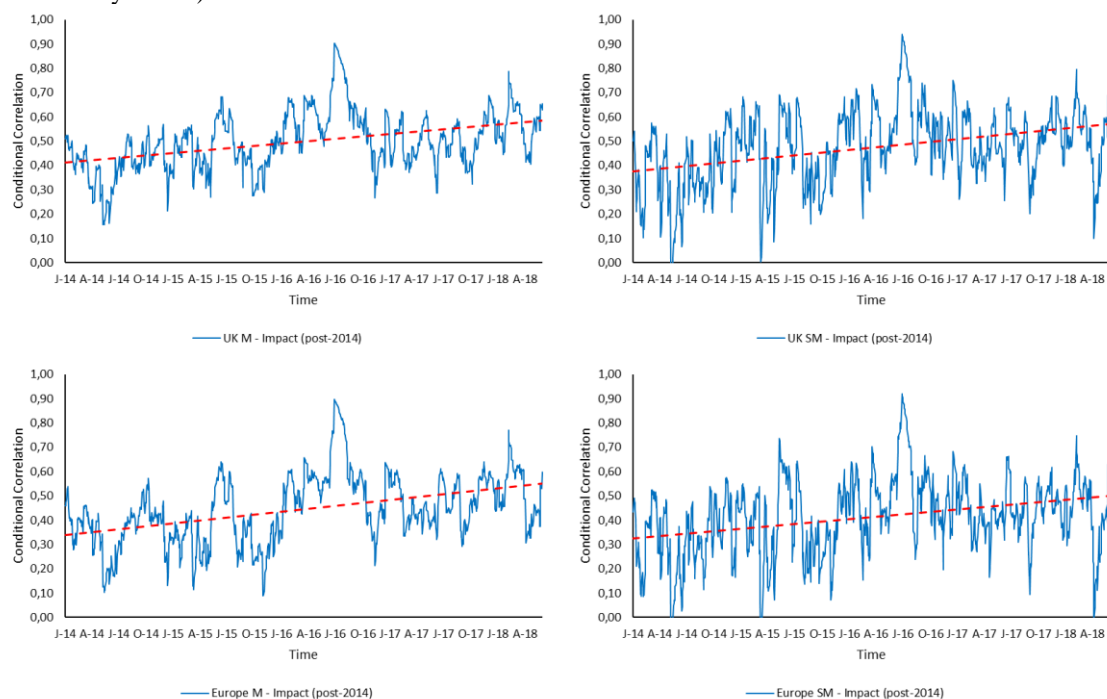 Conditional Correlation
1,00
0,90
0,80
0,70
0,60
0,50
0,40
0,30
0,20
0,10
0,00
J-14 A-14 J-14 O-14 J-15 A-15 J-15 O-15 J-16 A-16 J-16 O-16 J-17 A-17 J-17 O-17 J-18 A-18
Time
UK M - Impact (post-2014)
Conditional Correlation
1,00
0,90
0,80
0,70
0,60
0,50
0,40
0,30
0,20
0,10
0,00
J-14 A-14 J-14 O-14 J-15 A-15 J-15 O-15 J-16 A-16 J-16 O-16 J-17 A-17 J-17 O-17 J-18 A-18
Time
UK SM - Impact (post-2014)
Conditional Correlation
1,00
0,90
0,80
0,70
0,60
0,50
0,40
0,30
0,20
0,10
0,00
J-14 A-14 J-14 O-14 J-15 A-15 J-15 O-15 J-16 A-16 J-16 O-16 J-17 A-17 J-17 O-17 J-18 A-18
Time
Europe M - Impact (post-2014)
Conditional Correlation
1,00
0,90
0,80
0,70
0,60
0,50
0,40
0,30
0,20
0,10
0,00
J-14 A-14 J-14 O-14 J-15 A-15 J-15 O-15 J-16 A-16 J-16 O-16 J-17 A-17 J-17 O-17 J-18 A-18
Time
Europe SM - Impact (post-2014)